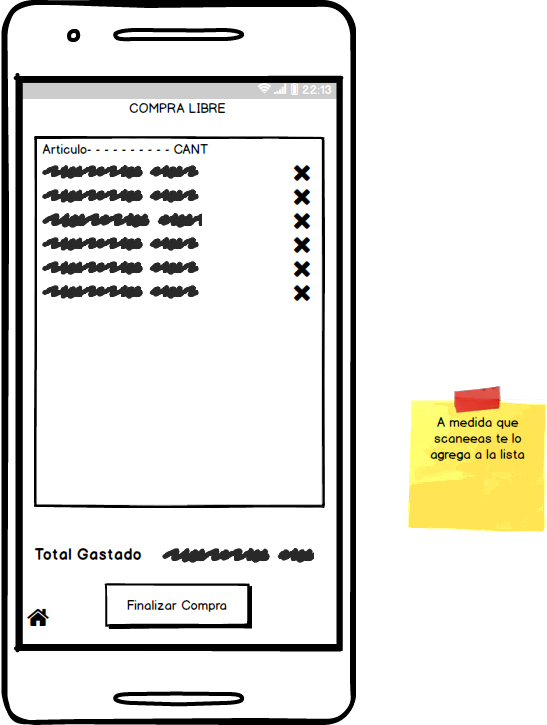 22:13
COMPRA LIBRE
Articulo- - - - - - - - - - CANT
Total Gastado
Finalizar Compra
A medida que
scaneeas te lo
agrega a la lista